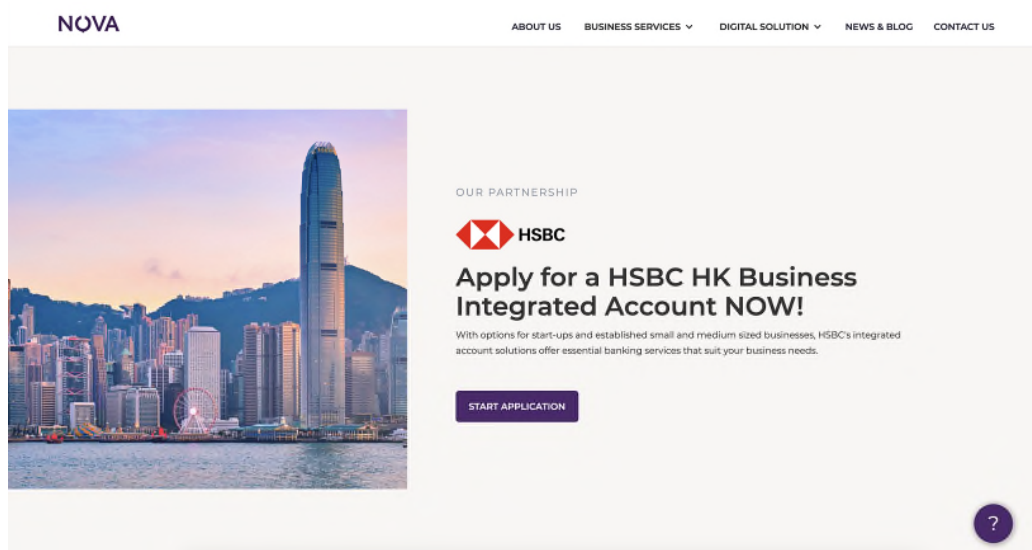 NOVA
ABOUT US
BUSINESS SERVICES
DIGITAL SOLUTION
NEWS & BLOG
CONTACT US
OUR PARTNERSHIP
HSBC
Apply for a HSBC HK Business
Integrated Account NOW!
With options for start-ups and established small and medium sized businesses, HSBC's integrated
account solutions offer essential banking services that suit your business needs.
START APPLICATION
?